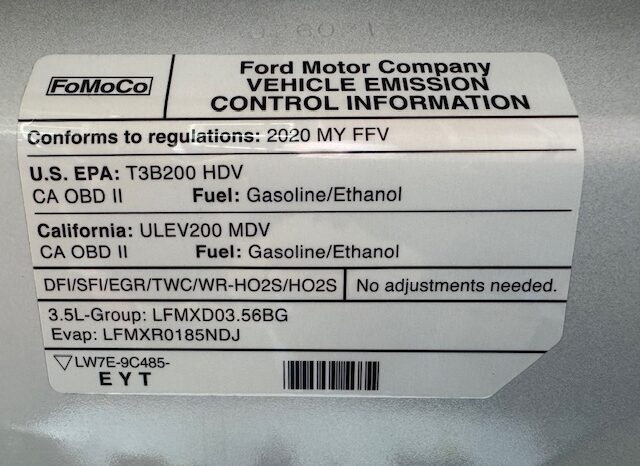 FoMoCo
Ford Motor Company
VEHICLE EMISSION
CONTROL INFORMATION
Conforms to regulations: 2020 MY FFV
U.S. EPA: T3B200 HDV
CA OBD II Fuel: Gasoline/Ethanol
California: ULEV200 MDV
CA OBD II Fuel: Gasoline/Ethanol
DFI/SFI/EGR/TWC/WR-HO2S/HO2S No adjustments needed.
3.5L-Group: LFMXD03.56BG
Evap: LFMXR0185NDJ
LW7E-9C485-
EYT